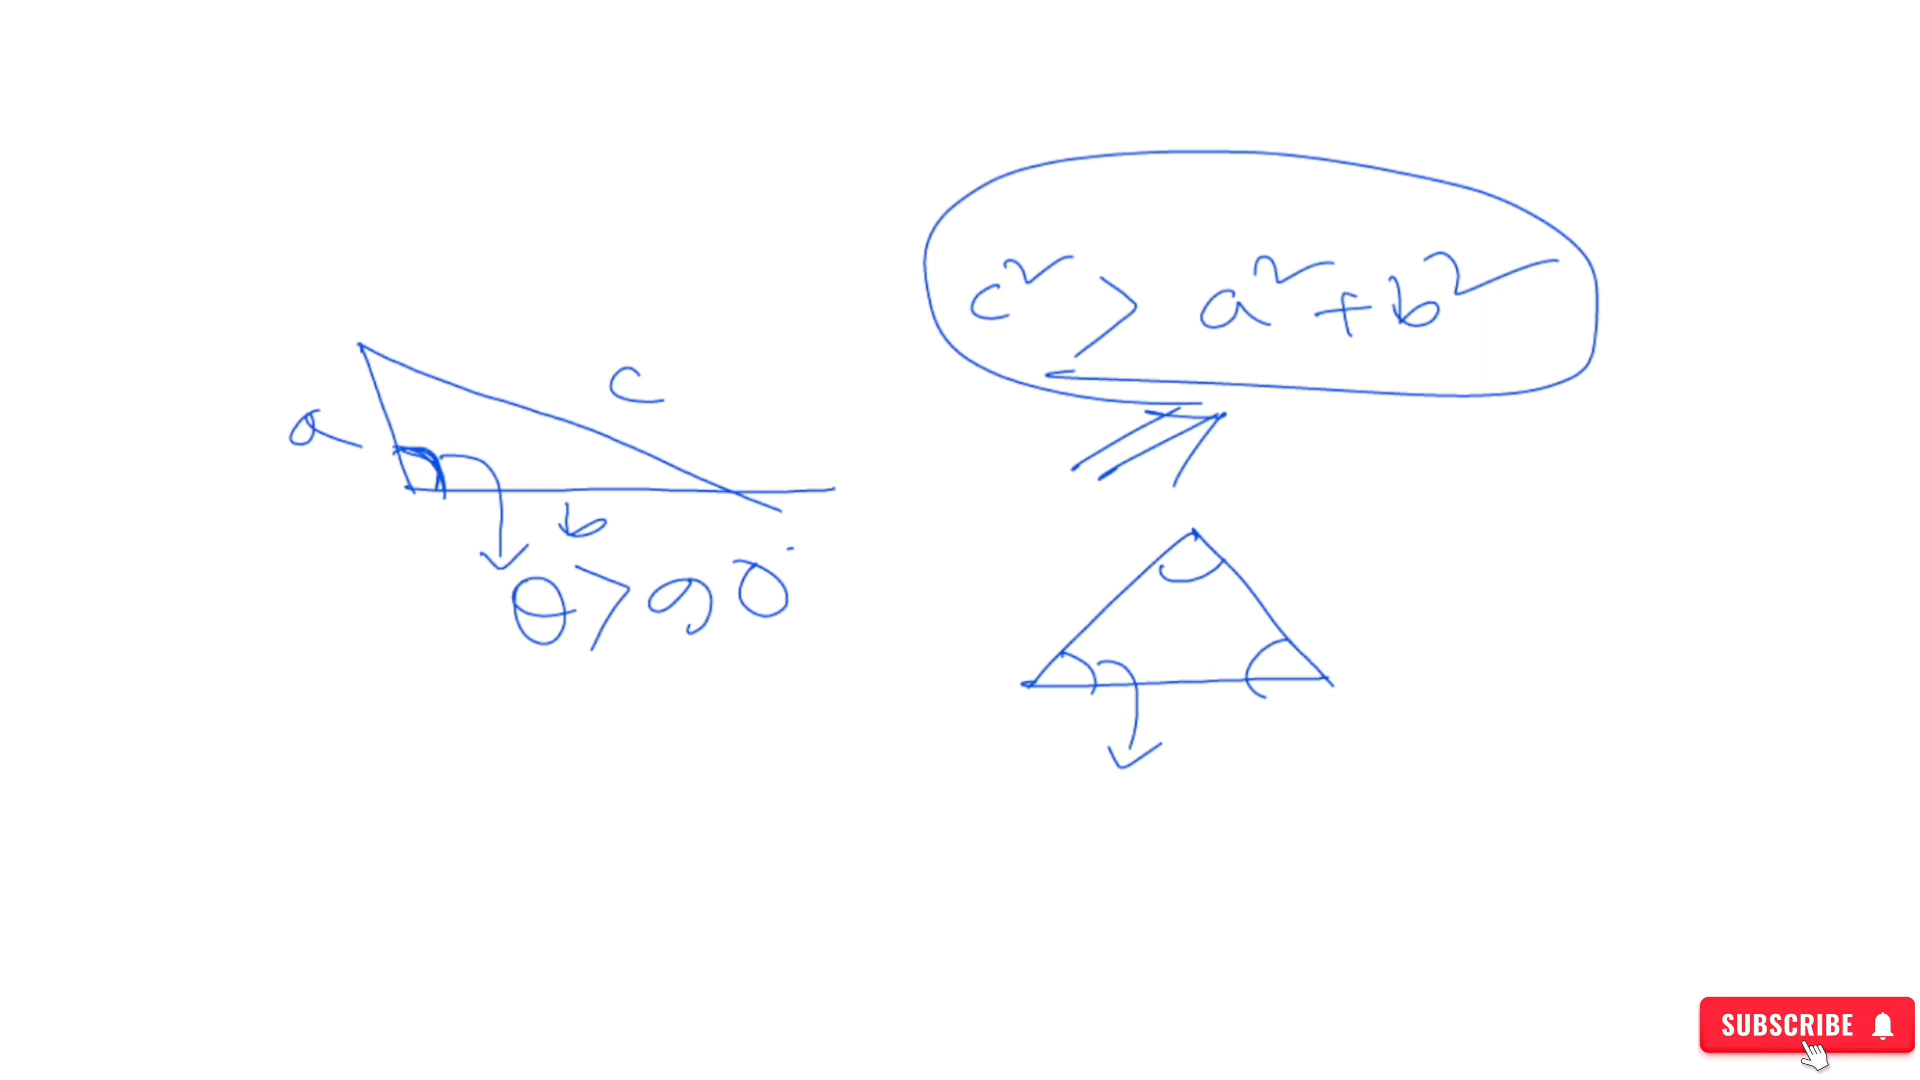 c² > a² + b²
c
a
b
θ > 90°
SUBSCRIBE